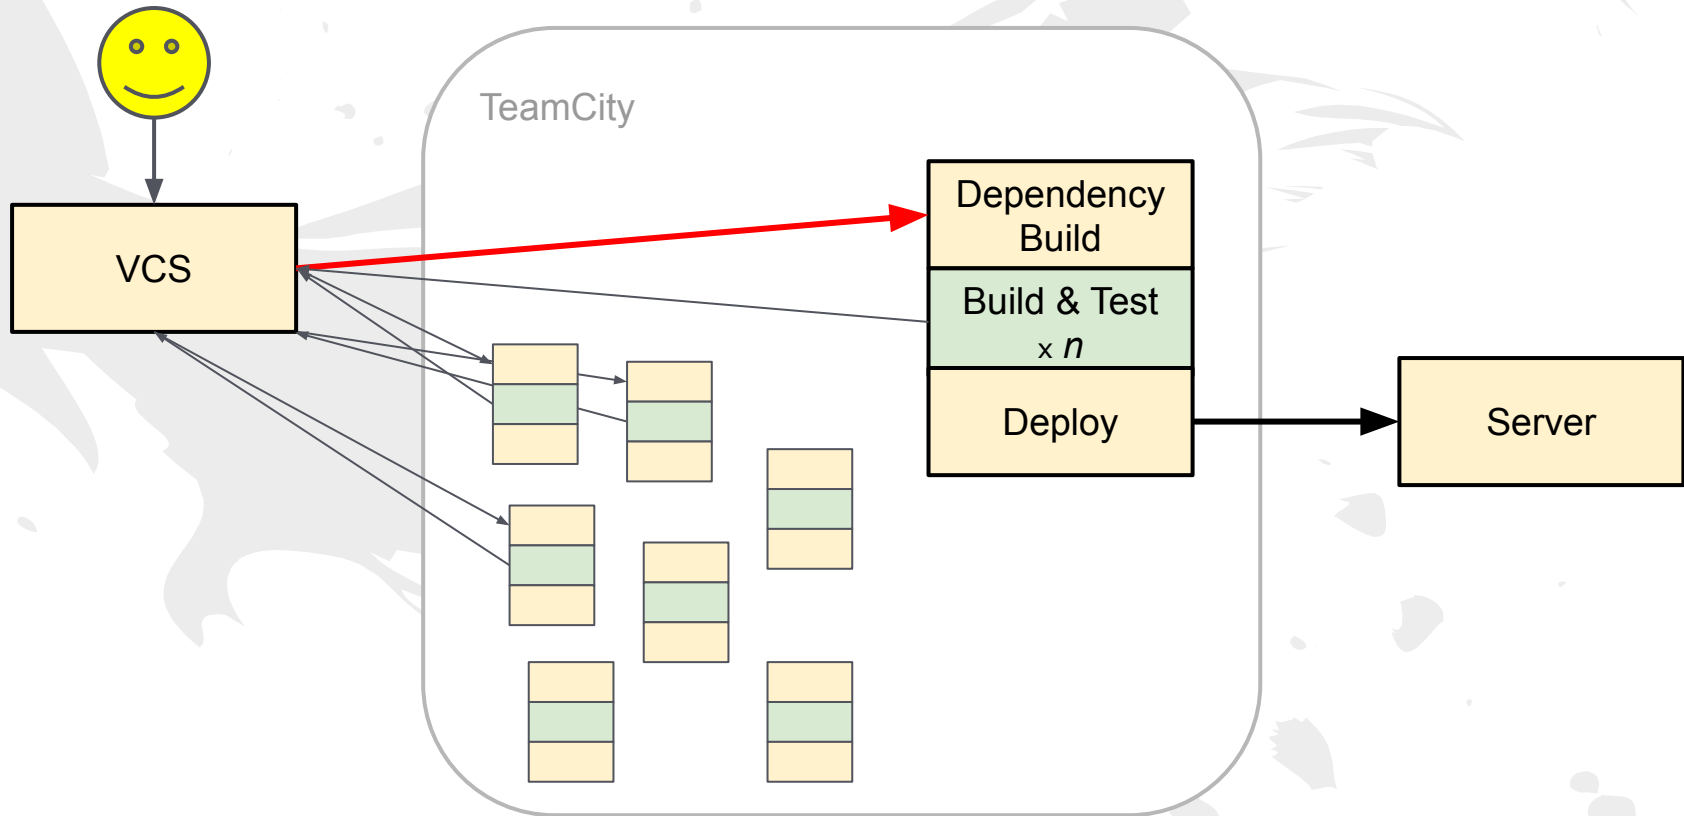 TeamCity
VCS
Dependency
Build
Build & Test
x n
Deploy
Server